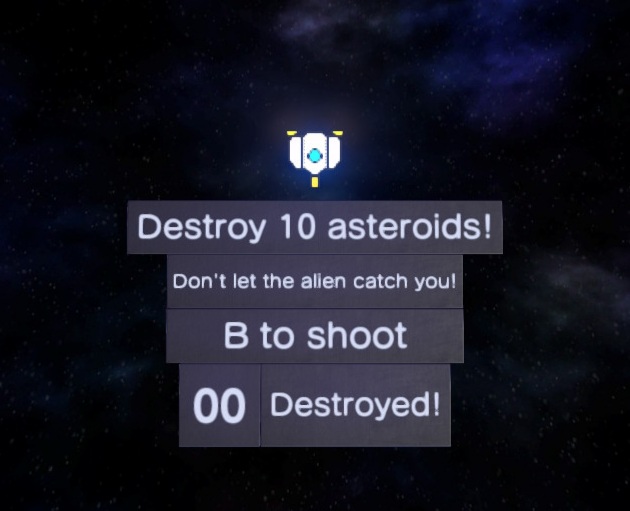 Destroy 10 asteroids!
Don't let the alien catch you!
B to shoot
00 Destroyed!